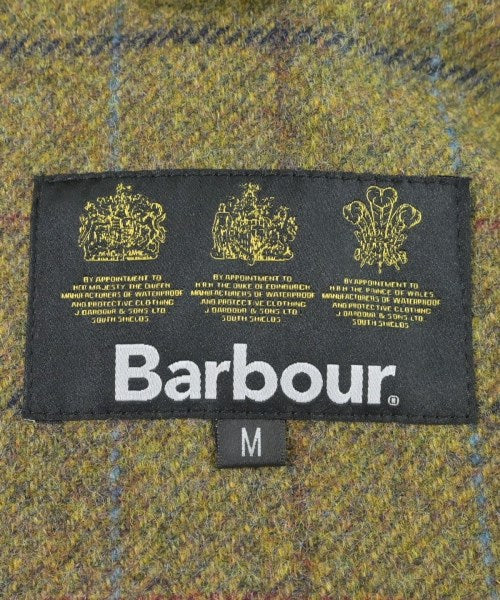 BY APPOINTMENT TO
HER MAJESTY THE QUEEN
MANUFACTURERS OF WATERPROOF
AND PROTECTIVE CLOTHING
J. BARBOUR & SONS LTD
SOUTH SHIELDS
BY APPOINTMENT TO
H.R.H. THE DUKE OF EDINBURGH
MANUFACTURERS OF WATERPROOF
AND PROTECTIVE CLOTHING
J. BARBOUR & SONS LTD.
SOUTH SHIELDS
BY APPOINTMENT TO
H.R.H. THE PRINCE OF WALES
MANUFACTURERS OF WATERPROOF
AND PROTECTIVE CLOTHING
J. BARBOUR & SONS LTD.
SOUTH SHIELDS
Barbour®
M